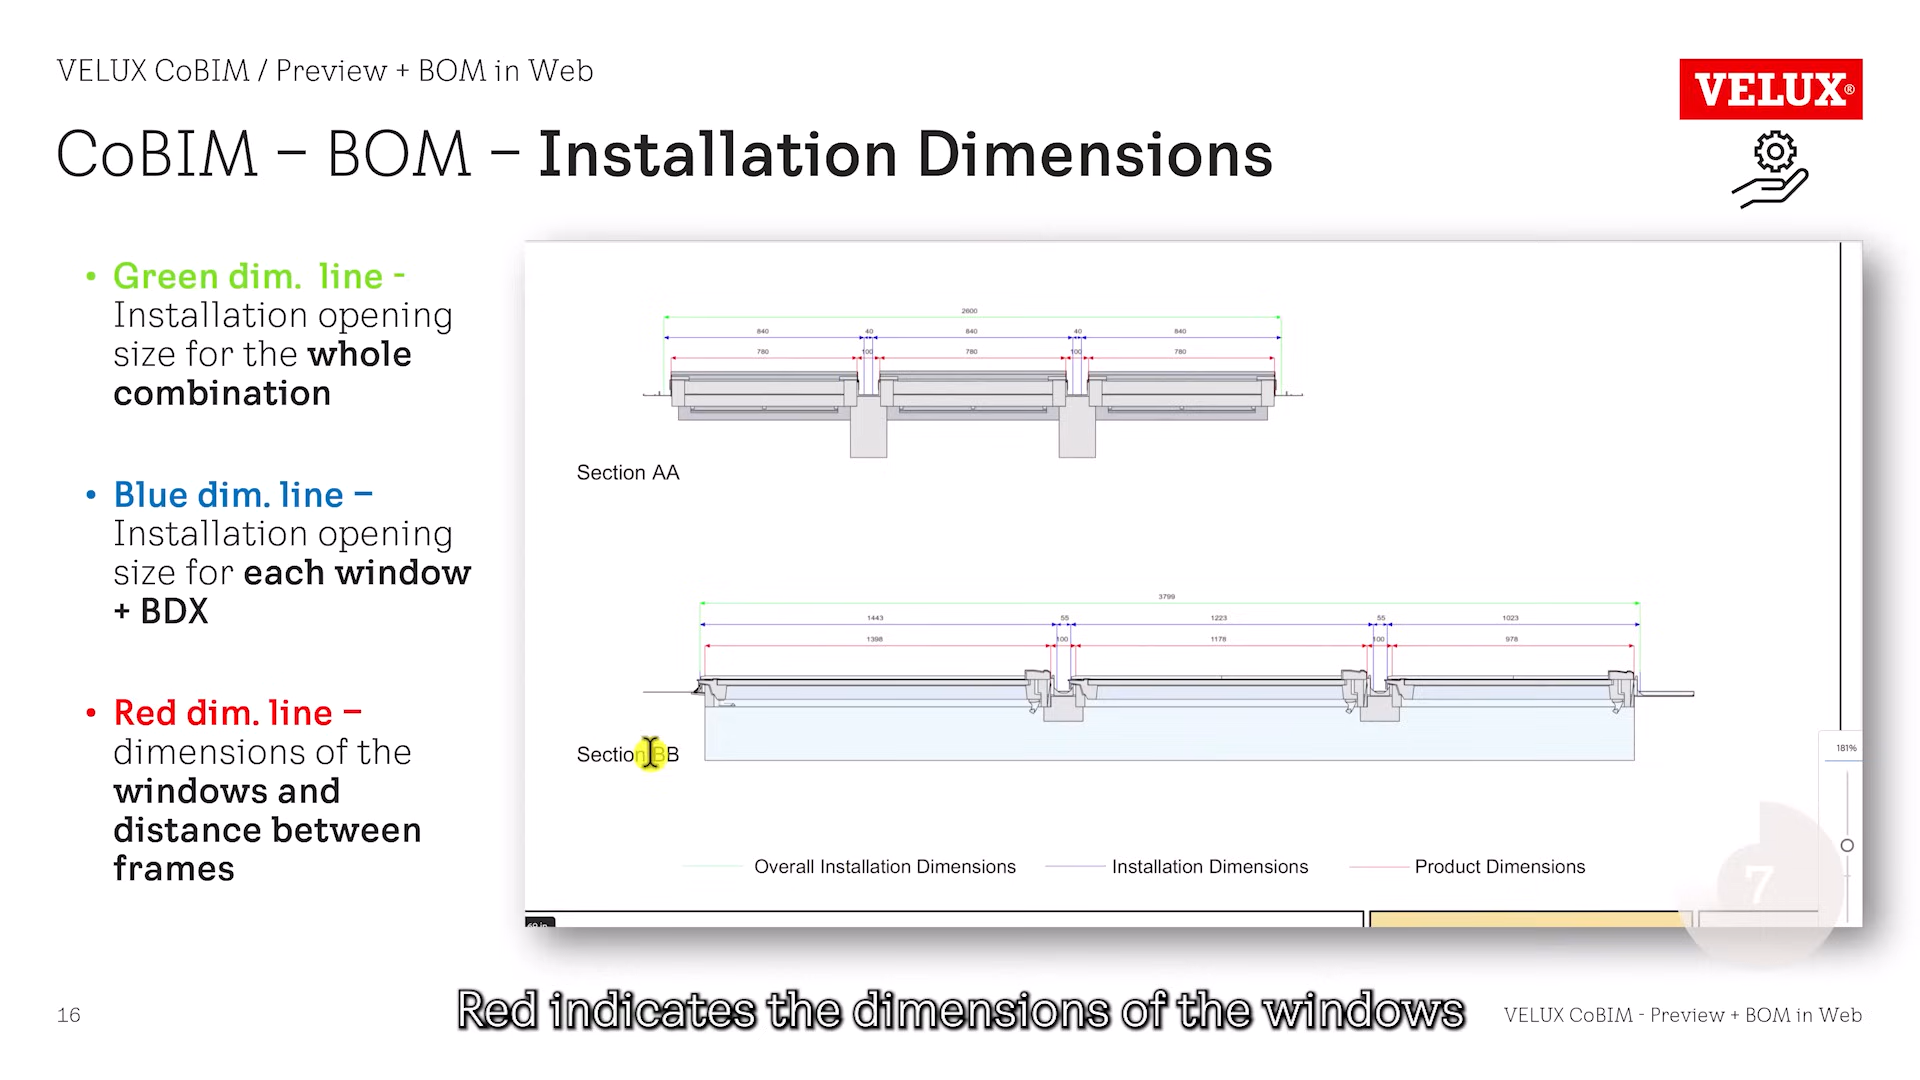 VELUX CoBIM / Preview + BOM in Web
VELUX®
CoBIM – BOM – Installation Dimensions
• Green dim. line -
Installation opening
size for the whole
combination
• Blue dim. line –
Installation opening
size for each window
+ BDX
• Red dim. line –
dimensions of the
windows and
distance between
frames
2600
840 40 840 40 840
780 100 780 100 780
Section AA
3799
1443 55 1223 55 1023
1398 100 1178 100 978
Section BB
181%
Overall Installation Dimensions Installation Dimensions Product Dimensions
7
16
Red indicates the dimensions of the windows
VELUX CoBIM - Preview + BOM in Web